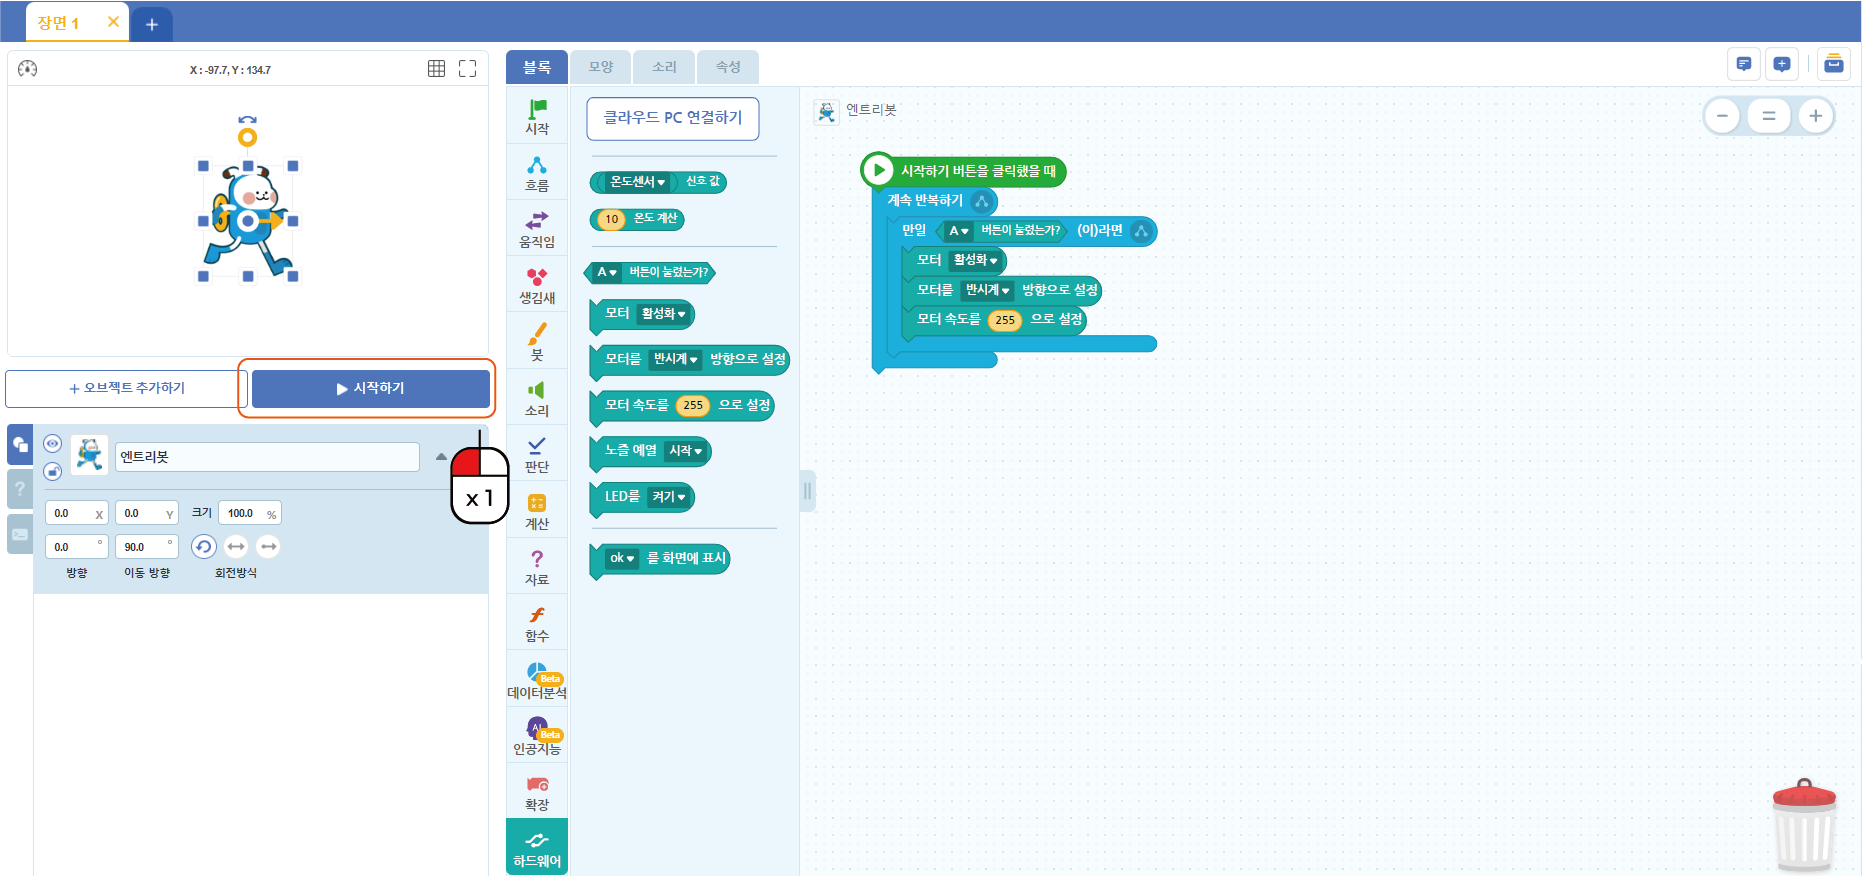 장면 1
X : -97.7, Y : 134.7
+ 오브젝트 추가하기
시작하기
엔트리봇
x 1
0.0 X
0.0 Y
크기 100.0 %
0.0 °
90.0 °
방향
이동 방향
회전방식
블록
모양
소리
속성
시작
흐름
움직임
생김새
붓
소리
판단
계산
자료
함수
Beta
데이터분석
AI
Beta
인공지능
확장
하드웨어
클라우드 PC 연결하기
온도센서 신호 값
10 온도 계산
A 버튼이 눌렸는가?
모터 활성화
모터를 반시계 방향으로 설정
모터 속도를 255 으로 설정
노즐 예열 시작
LED를 켜기
ok 를 화면에 표시
엔트리봇
시작하기 버튼을 클릭했을 때
계속 반복하기
만일 A 버튼이 눌렸는가? (이)라면
모터 활성화
모터를 반시계 방향으로 설정
모터 속도를 255 으로 설정